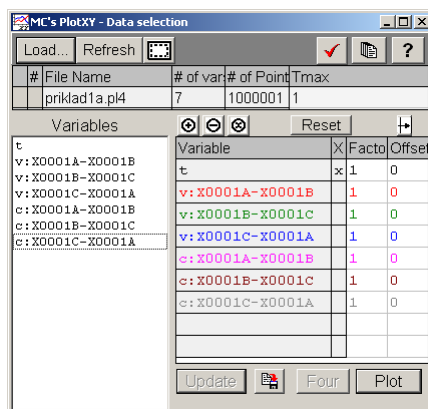 MC's PlotXY - Data selection
Load... Refresh ?
# File Name # of var: # of Point Tmax
priklad1a.pl4 7 1000001 1
Variables Reset
t
v:X0001A-X0001B
v:X0001B-X0001C
v:X0001C-X0001A
c:X0001A-X0001B
c:X0001B-X0001C
c:X0001C-X0001A
Variable X Facto Offset
t x 1 0
v:X0001A-X0001B 1 0
v:X0001B-X0001C 1 0
v:X0001C-X0001A 1 0
c:X0001A-X0001B 1 0
c:X0001B-X0001C 1 0
c:X0001C-X0001A 1 0
Update Four Plot